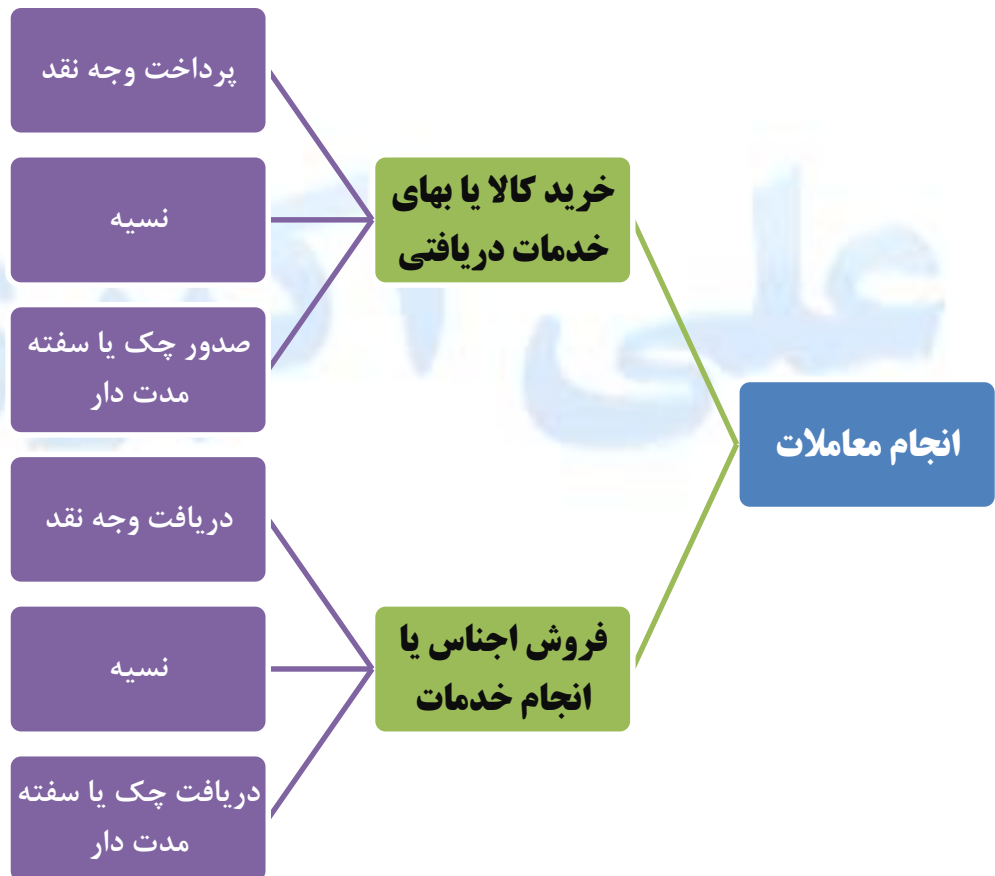 انجام معاملات
خرید کالا یا بهای
خدمات دریافتی
پرداخت وجه نقد
نسیه
صدور چک یا سفته
مدت دار
فروش اجناس یا
انجام خدمات
دریافت وجه نقد
نسیه
دریافت چک یا سفته
مدت دار